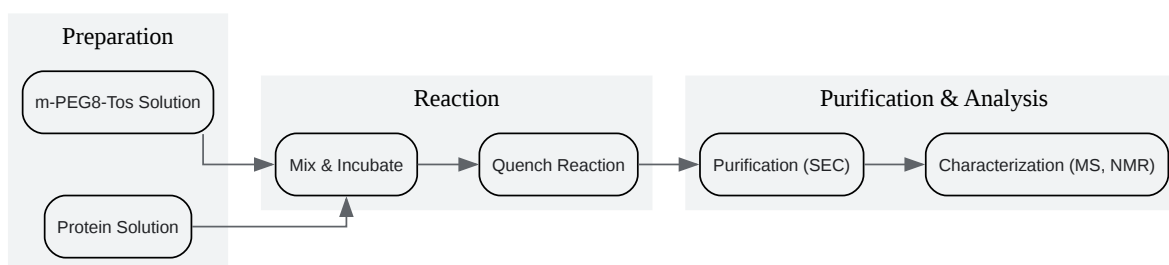 Preparation
m-PEG8-Tos Solution
Protein Solution
Reaction
Mix & Incubate
Quench Reaction
Purification & Analysis
Purification (SEC)
Characterization (MS, NMR)